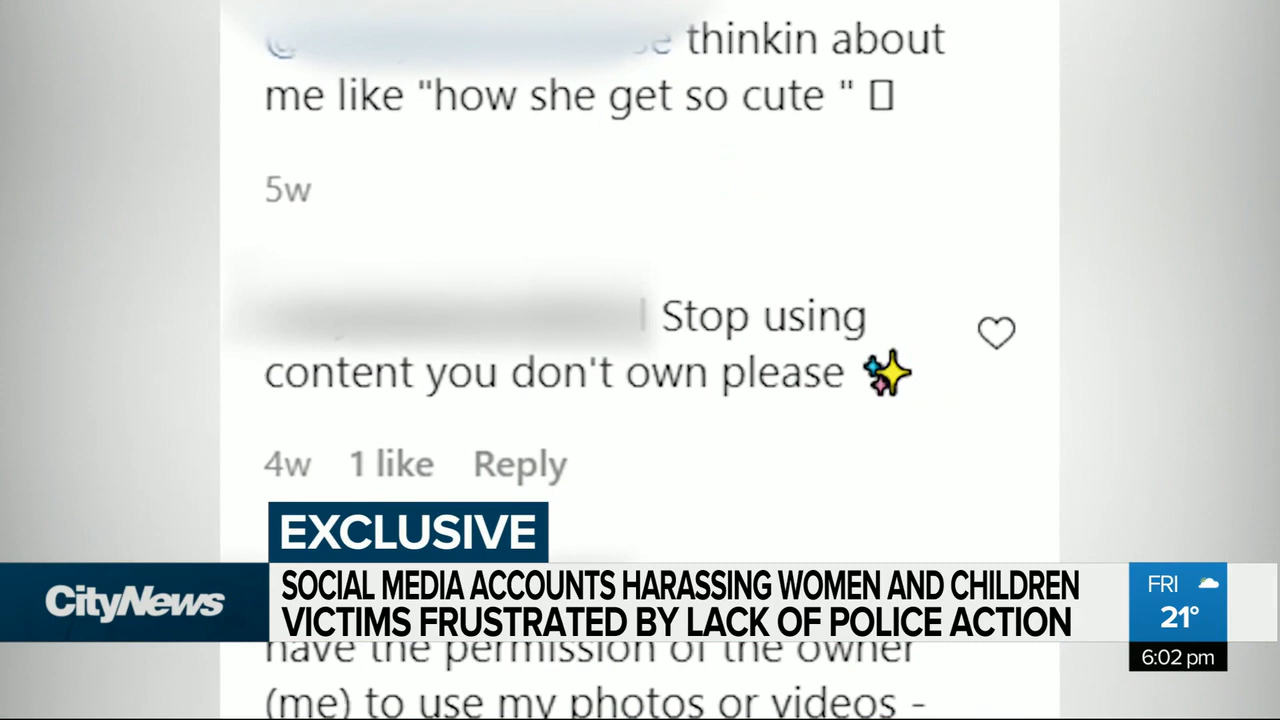 thinkin about
me like "how she get so cute "
5w
Stop using
content you don't own please ✨
4w 1 like Reply
EXCLUSIVE
CityNews
SOCIAL MEDIA ACCOUNTS HARASSING WOMEN AND CHILDREN
VICTIMS FRUSTRATED BY LACK OF POLICE ACTION
FRI
21°
6:02 pm
have the permission of the owner
(me) to use my photos or videos -